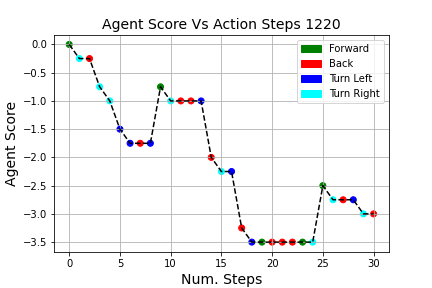 Agent Score Vs Action Steps 1220
Forward
Back
Turn Left
Turn Right
Agent Score
0.0
−0.5
−1.0
−1.5
−2.0
−2.5
−3.0
−3.5
0 5 10 15 20 25 30
Num. Steps